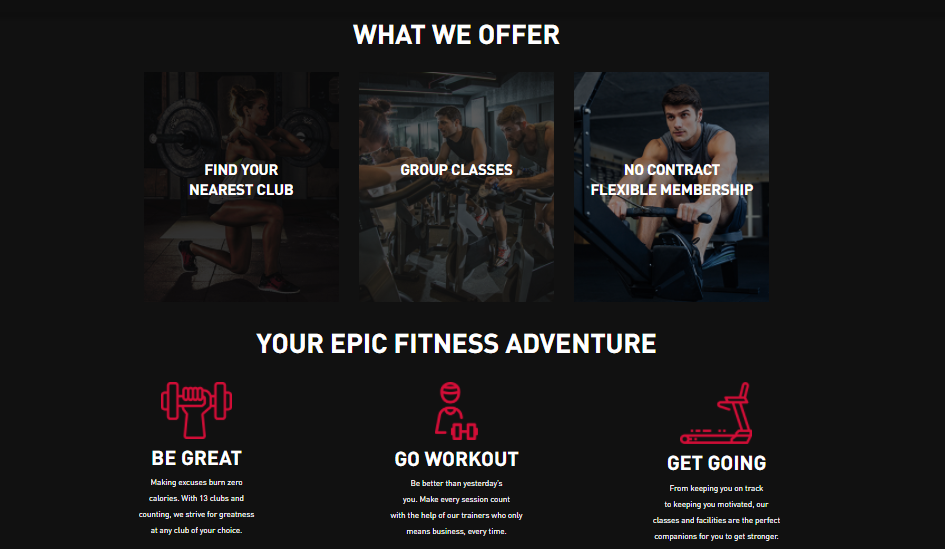 WHAT WE OFFER
FIND YOUR
NEAREST CLUB
GROUP CLASSES
NO CONTRACT
FLEXIBLE MEMBERSHIP
YOUR EPIC FITNESS ADVENTURE
BE GREAT
Making excuses burn zero
calories. With 13 clubs and
counting, we strive for greatness
at any club of your choice.
GO WORKOUT
Be better than yesterday's
you. Make every session count
with the help of our trainers who only
means business, every time.
GET GOING
From keeping you on track
to keeping you motivated, our
classes and facilities are the perfect
companions for you to get stronger.